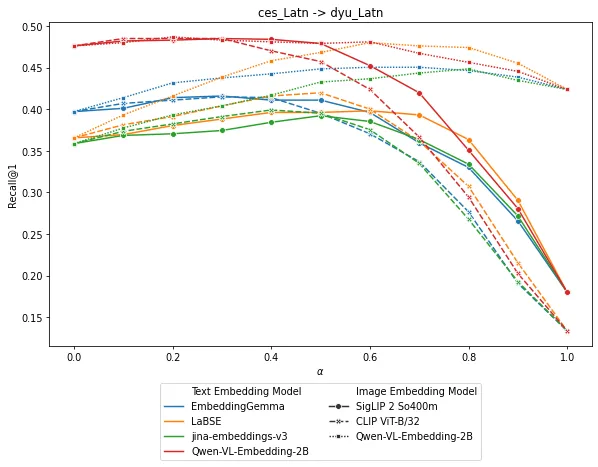 ces_Latn -> dyu_Latn
0.50
0.45
0.40
0.35
0.30
0.25
0.20
0.15
Recall@1
0.0 0.2 0.4 0.6 0.8 1.0
α
Text Embedding Model
EmbeddingGemma
LaBSE
jina-embeddings-v3
Qwen-VL-Embedding-2B
Image Embedding Model
SigLIP 2 So400m
CLIP ViT-B/32
Qwen-VL-Embedding-2B